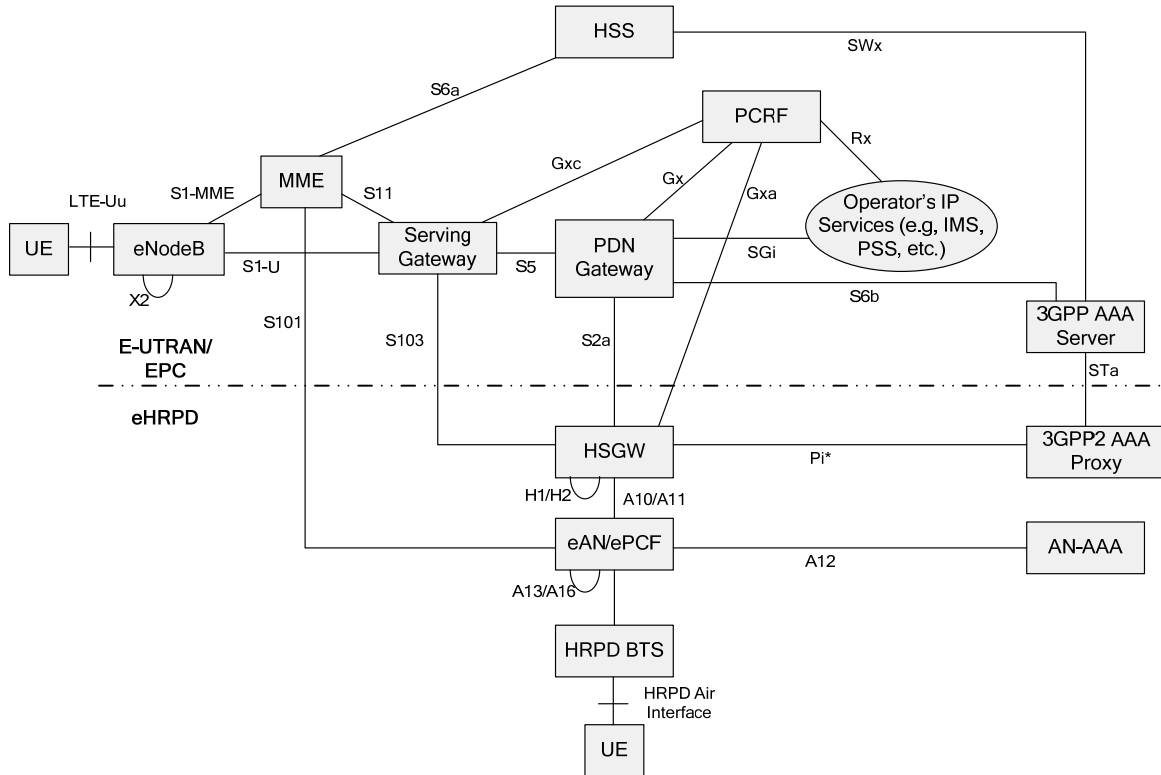 HSS
SWx
S6a
PCRF
Rx
Gxc
MME
Gx
S1-MME
S11
Gxa
LTE-Uu
Operator's IP
Services (e.g, IMS,
PSS, etc.)
UE
eNodeB
Serving
Gateway
PDN
Gateway
S1-U
S5
SGi
X2
S6b
S101
S103
S2a
3GPP AAA
Server
E-UTRAN/
EPC
STa
eHRPD
HSGW
3GPP2 AAA
Proxy
Pi*
H1/H2
A10/A11
eAN/ePCF
AN-AAA
A12
A13/A16
HRPD BTS
HRPD Air
Interface
UE